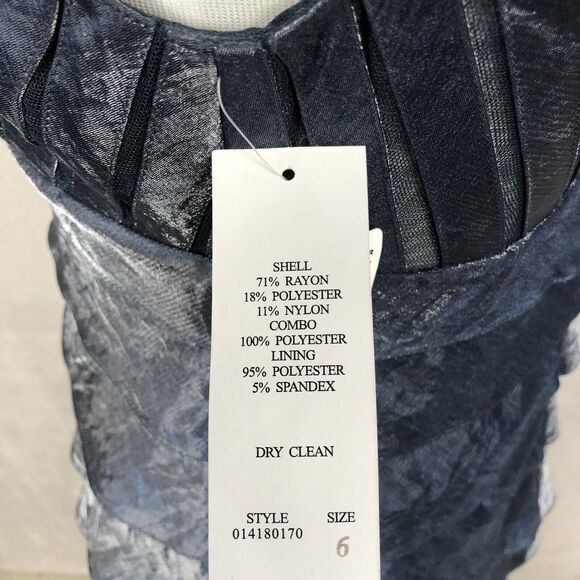 SHELL
71% RAYON
18% POLYESTER
11% NYLON
COMBO
100% POLYESTER
LINING
95% POLYESTER
5% SPANDEX
DRY CLEAN
STYLE SIZE
014180170 6